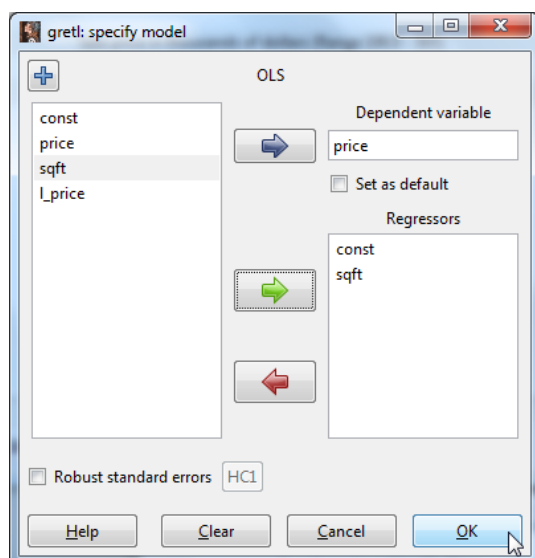 gretl: specify model
OLS
const
price
sqft
l_price
Dependent variable
price
Set as default
Regressors
const
sqft
Robust standard errors HC1
Help Clear Cancel OK